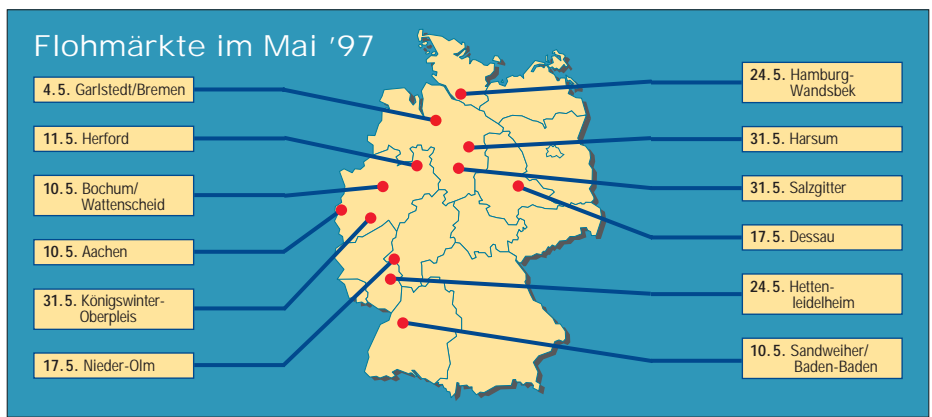 Flohmärkte im Mai '97
4.5. Garlstedt/Bremen
11.5. Herford
10.5. Bochum/
Wattenscheid
10.5. Aachen
31.5. Königswinter-
Oberpleis
17.5. Nieder-Olm
24.5. Hamburg-
Wandsbek
31.5. Harsum
31.5. Salzgitter
17.5. Dessau
24.5. Hetten-
leidelheim
10.5. Sandweiher/
Baden-Baden